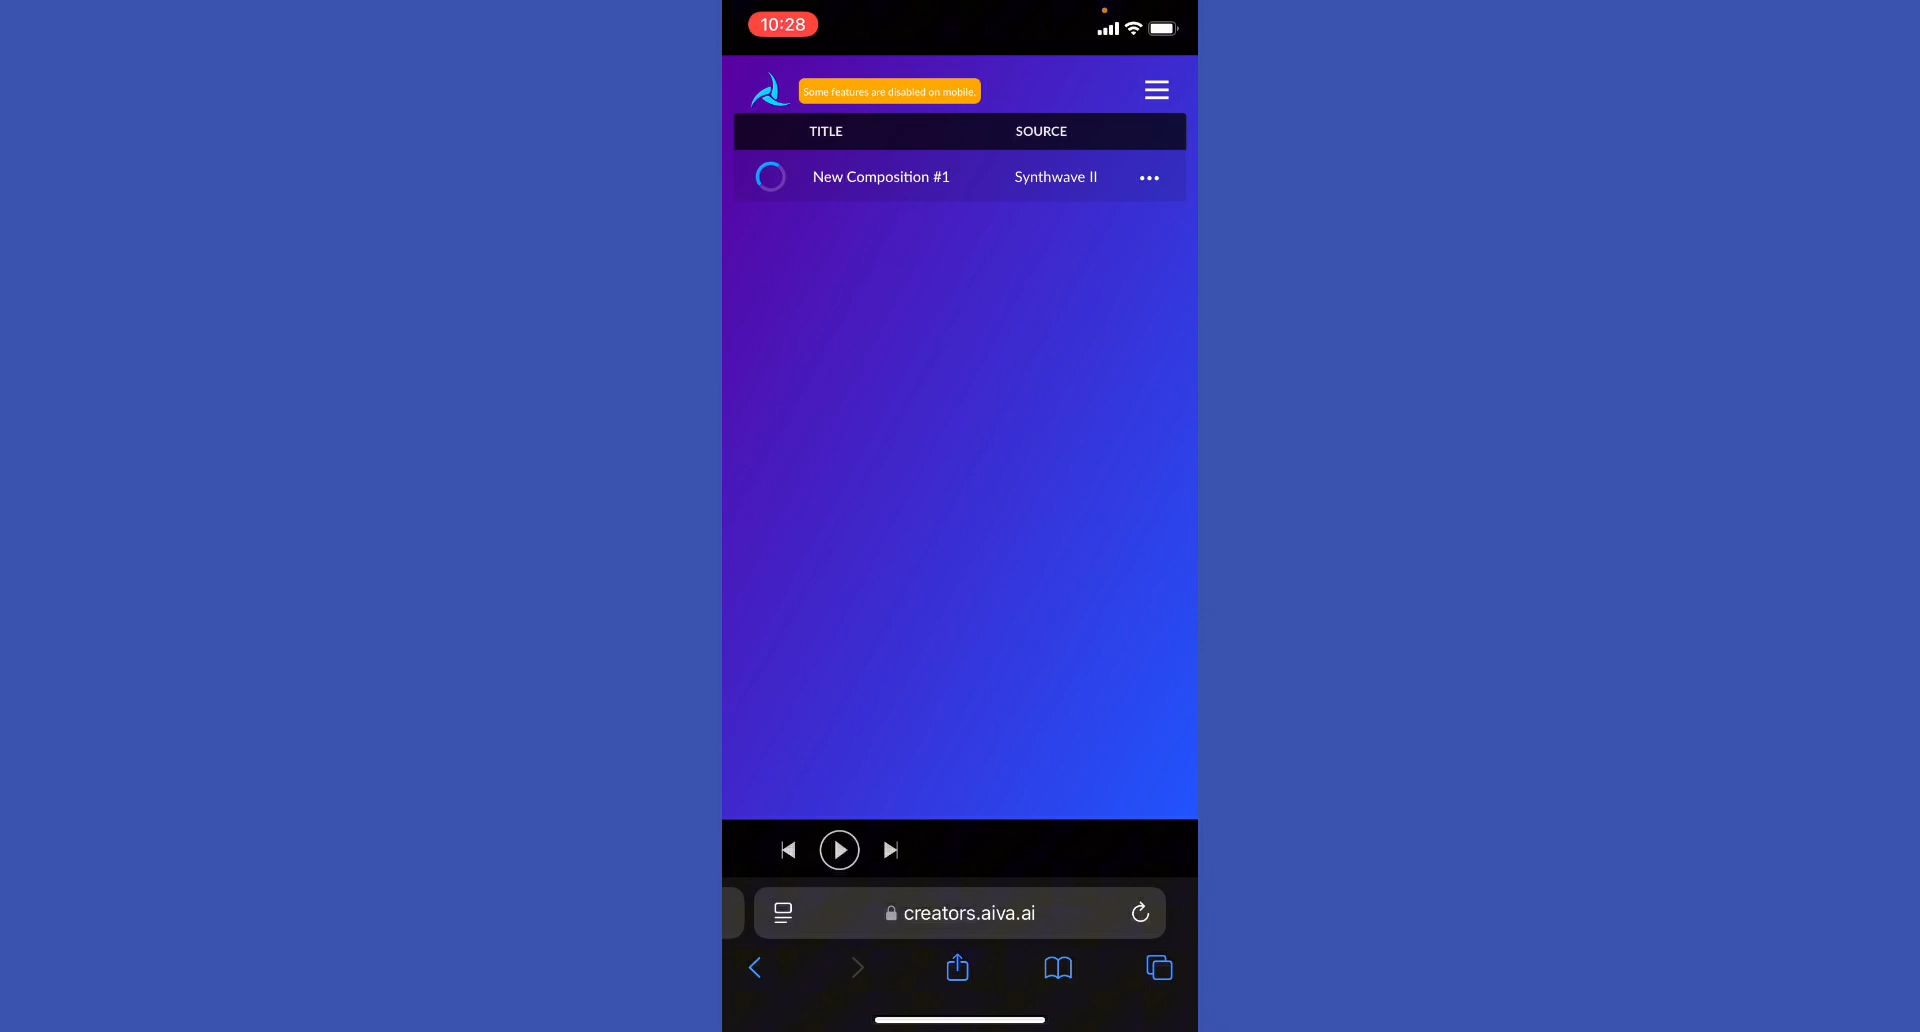 10:28
Some features are disabled on mobile.
TITLE SOURCE
New Composition #1 Synthwave II
creators.aiva.ai